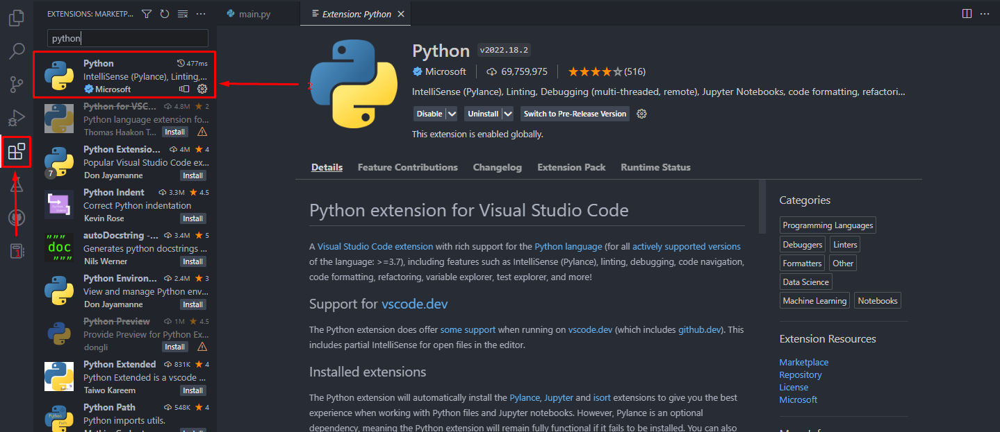 EXTENSIONS: MARKETP...
python
Python
477ms
IntelliSense (Pylance), Linting,...
Microsoft
Python for VSC... 4.8M 2
Python language extension fo...
Thomas Haakon T... Install
Python Extensio... 4M 4
Popular Visual Studio Code ex...
7
Don Jayamanne Install
Python Indent 3.3M 4.5
Correct Python indentation
Kevin Rose Install
autoDocstring -... 3.4M 5
"""
doc
"""
Generates python docstrings ...
Nils Werner Install
Python Environ... 2.4M 3
View and manage Python env...
Don Jayamanne Install
Python Preview 1M 4.5
Provide Preview for Python Ex...
dongli Install
Python Extended 831K 4
Python Extended is a vscode ...
Taiwo Kareem Install
Python Path 548K 4
Python
Path
Python imports utils.
1
2
main.py
Extension: Python
Python v2022.18.2
Microsoft 69,759,975 (516)
IntelliSense (Pylance), Linting, Debugging (multi-threaded, remote), Jupyter Notebooks, code formatting, refactori...
Disable Uninstall Switch to Pre-Release Version
This extension is enabled globally.
Details Feature Contributions Changelog Extension Pack Runtime Status
Python extension for Visual Studio Code
A Visual Studio Code extension with rich support for the Python language (for all actively supported versions
of the language: >=3.7), including features such as IntelliSense (Pylance), linting, debugging, code navigation,
code formatting, refactoring, variable explorer, test explorer, and more!
Support for vscode.dev
The Python extension does offer some support when running on vscode.dev (which includes github.dev). This
includes partial IntelliSense for open files in the editor.
Installed extensions
The Python extension will automatically install the Pylance, Jupyter and isort extensions to give you the best
experience when working with Python files and Jupyter notebooks. However, Pylance is an optional
dependency, meaning the Python extension will remain fully functional if it fails to be installed. You can also
Categories
Programming Languages
Debuggers Linters
Formatters Other
Data Science
Machine Learning Notebooks
Extension Resources
Marketplace
Repository
License
Microsoft